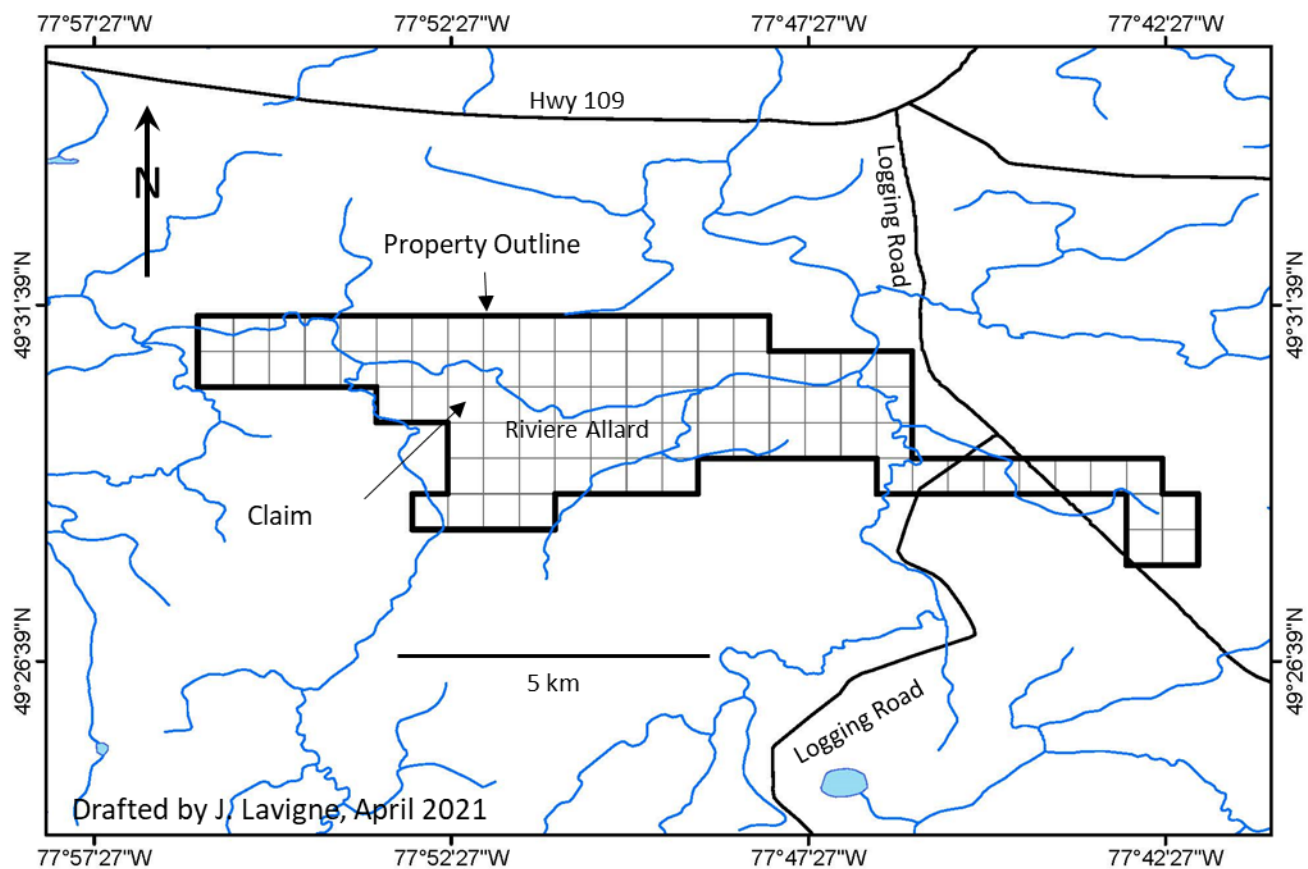 77°57'27"W 77°52'27"W 77°47'27"W 77°42'27"W
Hwy 109
N
Logging Road
Property Outline
49°31'39"N 49°31'39"N
Riviere Allard
Claim
49°26'39"N 49°26'39"N
5 km
Logging Road
Drafted by J. Lavigne, April 2021
77°57'27"W 77°52'27"W 77°47'27"W 77°42'27"W